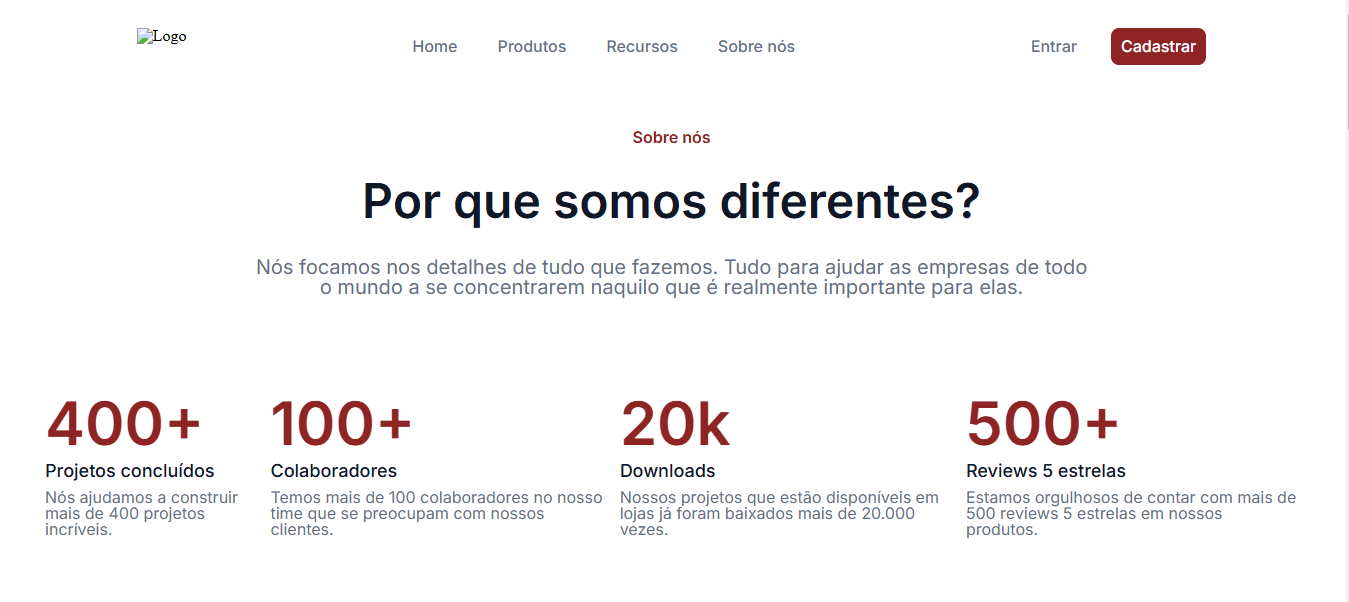 Logo
Home Produtos Recursos Sobre nós Entrar Cadastrar
Sobre nós
Por que somos diferentes?
Nós focamos nos detalhes de tudo que fazemos. Tudo para ajudar as empresas de todo
o mundo a se concentrarem naquilo que é realmente importante para elas.
400+
Projetos concluídos
Nós ajudamos a construir
mais de 400 projetos
incríveis.
100+
Colaboradores
Temos mais de 100 colaboradores no nosso
time que se preocupam com nossos
clientes.
20k
Downloads
Nossos projetos que estão disponíveis em
lojas já foram baixados mais de 20.000
vezes.
500+
Reviews 5 estrelas
Estamos orgulhosos de contar com mais de
500 reviews 5 estrelas em nossos
produtos.